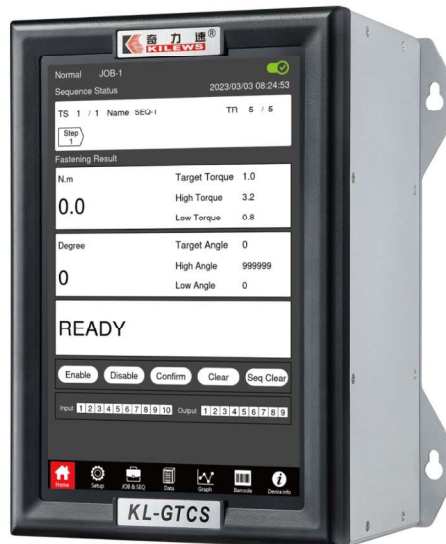 奇力速®
KILEWS
Normal JOB-1
Sequence Status 2023/03/03 08:24:53
TS 1 / 1 Name SEQ-1 TR 5 / 5
Step
1
Fastening Result
N.m Target Torque 1.0
0.0 High Torque 3.2
Low Torque 0.8
Degree Target Angle 0
0 High Angle 999999
Low Angle 0
READY
Enable Disable Confirm Clear Seq Clear
Input 1 2 3 4 5 6 7 8 9 10 Output 1 2 3 4 5 6 7 8 9
Home Setup JOB & SEQ Data Graph Barcode Device info
KL-GTCS